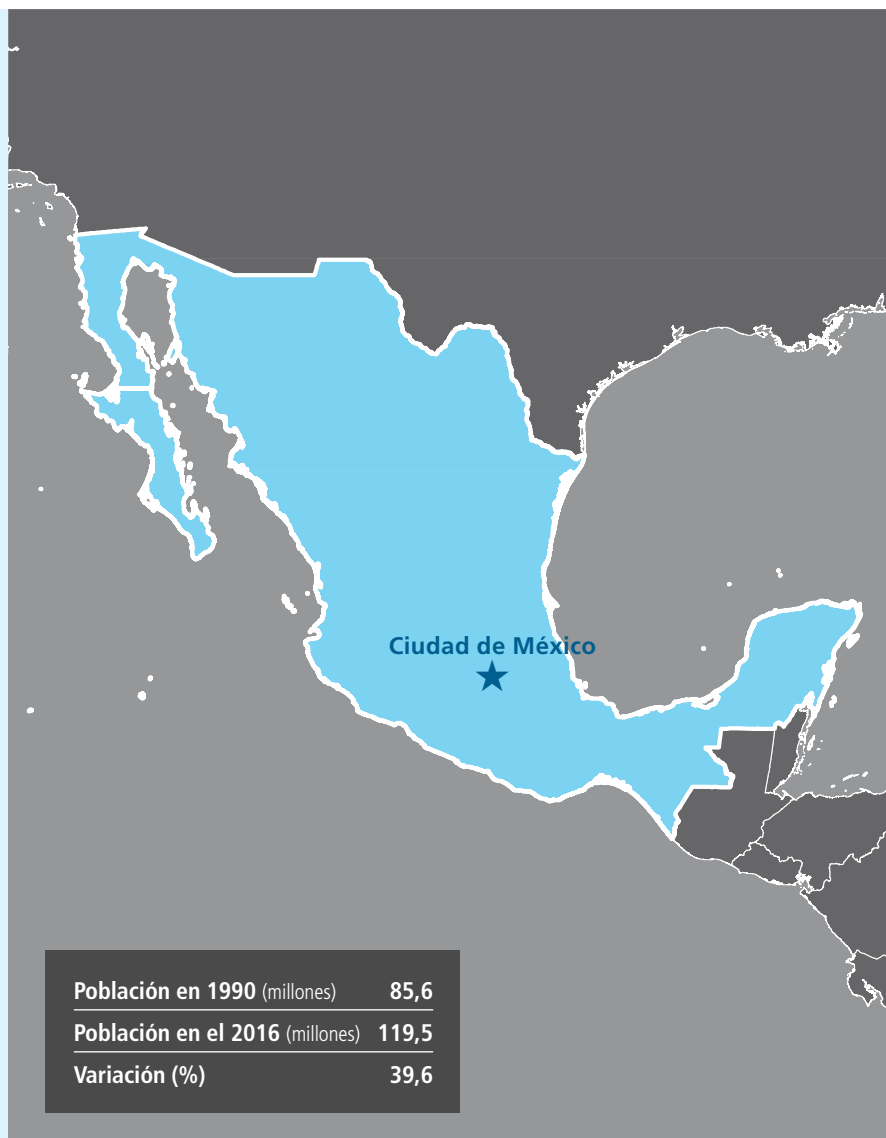 Ciudad de México
Población en 1990 (millones) 85,6
Población en el 2016 (millones) 119,5
Variación (%) 39,6